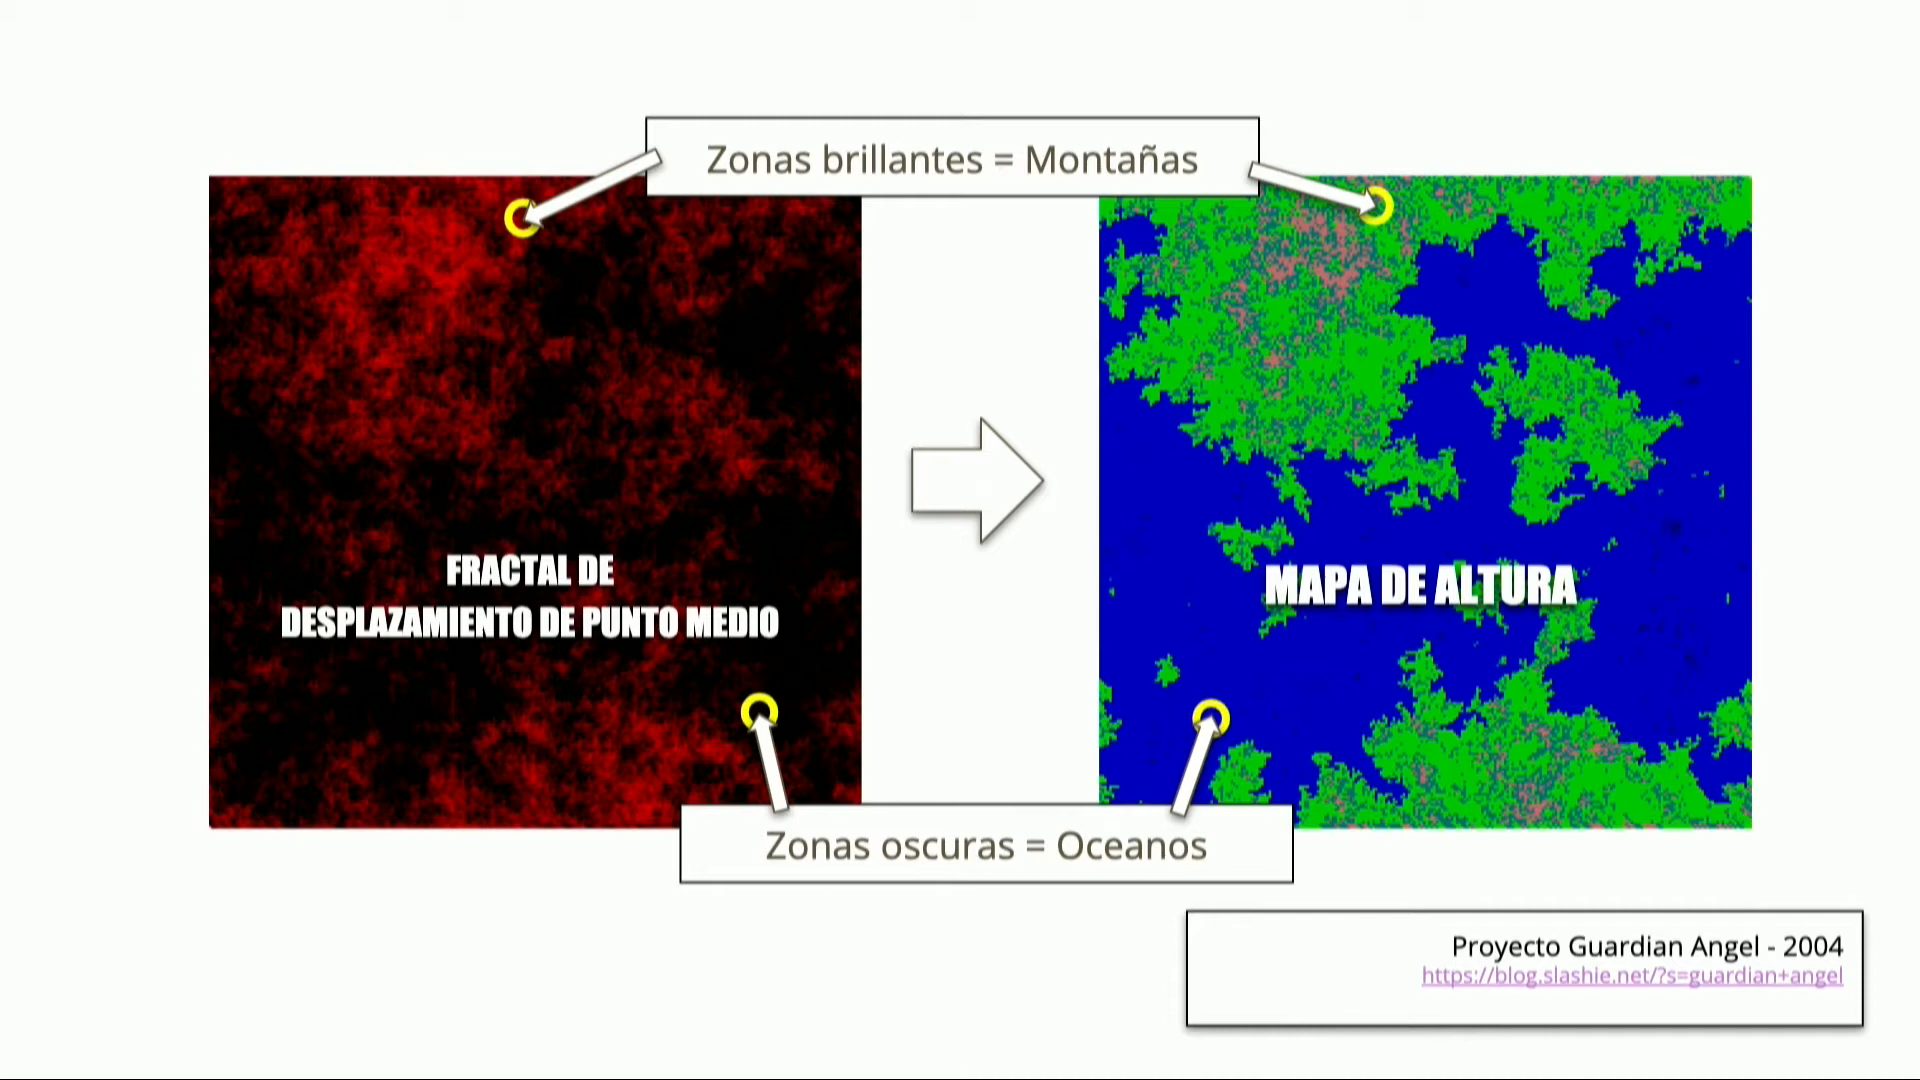 Zonas brillantes = Montañas
FRACTAL DE
DESPLAZAMIENTO DE PUNTO MEDIO
MAPA DE ALTURA
Zonas oscuras = Oceanos
Proyecto Guardian Angel - 2004
https://blog.slashie.net/?s=guardian+angel